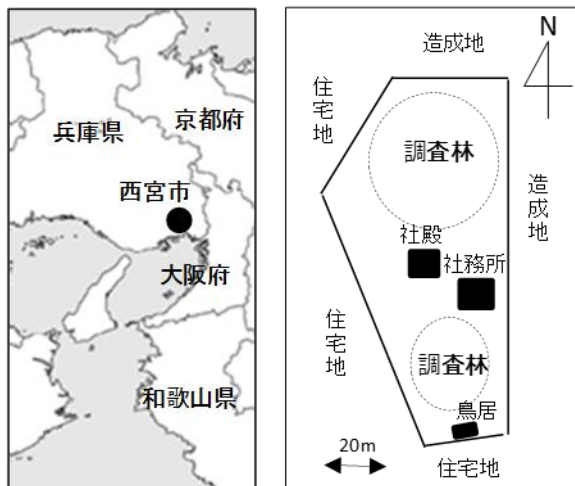 兵庫県
京都府
西宮市
大阪府
和歌山県
造成地
N
住宅地
調査林
造成地
社殿
社務所
住宅地
調査林
鳥居
20m
住宅地